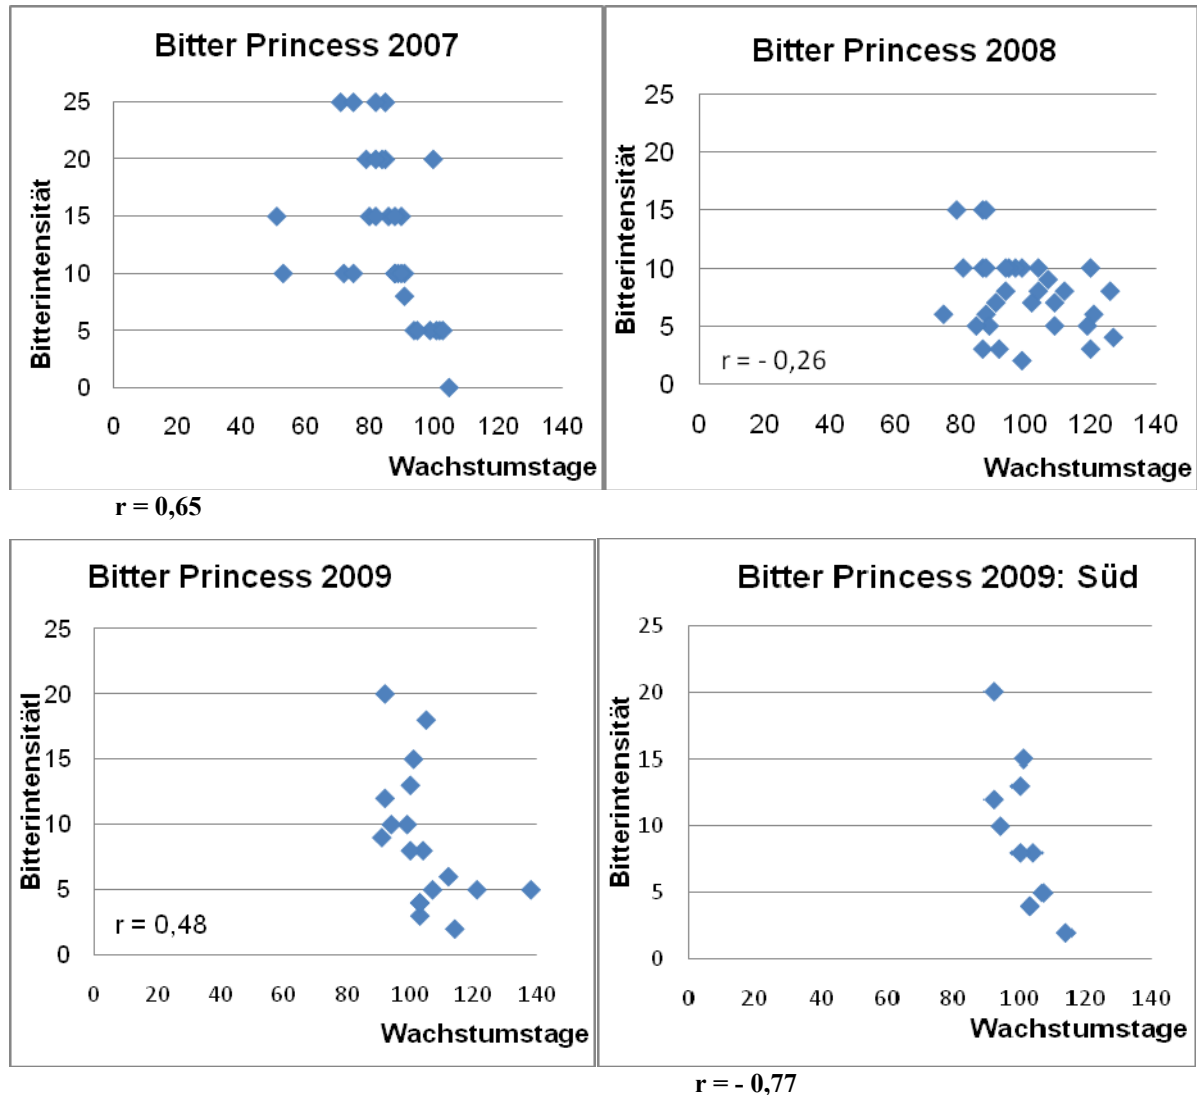 Bitter Princess 2007
25
20
15
10
5
0
Bitterintensität
0 20 40 60 80 100 120 140
Wachstumstage
r = 0,65
Bitter Princess 2008
25
20
15
10
5
0
Bitterintensität
r = - 0,26
0 20 40 60 80 100 120 140
Wachstumstage
Bitter Princess 2009
25
20
15
10
5
0
Bitterintensitätl
r = 0,48
0 20 40 60 80 100 120 140
Wachstumstage
Bitter Princess 2009: Süd
25
20
15
10
5
0
Bitterintensität
0 20 40 60 80 100 120 140
Wachstumstage
r = - 0,77